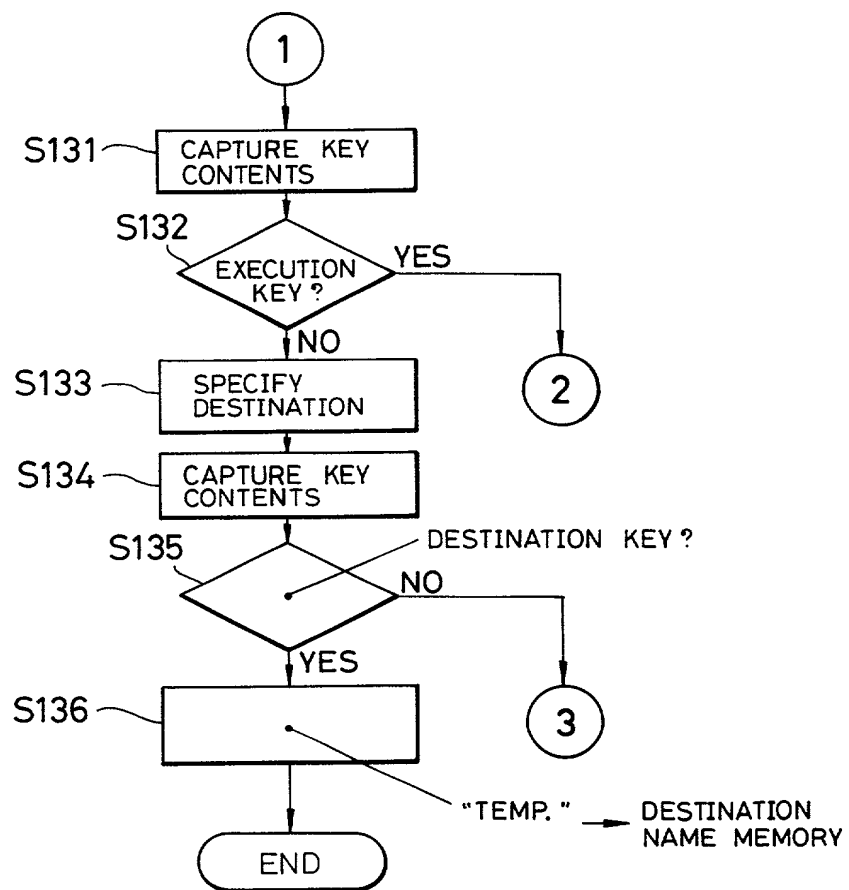 1
S131
CAPTURE KEY
CONTENTS
S132
EXECUTION
KEY?
YES
NO
2
S133
SPECIFY
DESTINATION
S134
CAPTURE KEY
CONTENTS
S135
DESTINATION KEY?
NO
YES
3
S136
"TEMP." → DESTINATION
NAME MEMORY
END